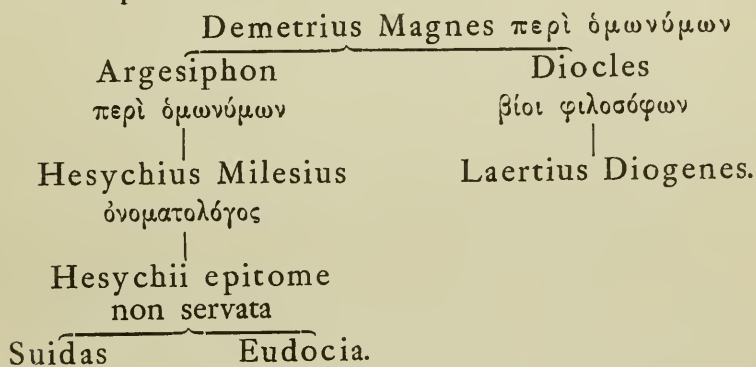 Demetrius Magnes περὶ ὁμωνύμων
Argesiphon Diocles
περὶ ὁμωνύμων βίοι φιλοσόφων
Hesychius Milesius Laertius Diogenes.
ὀνοματολόγος
Hesychii epitome
non servata
Suidas Eudocia.